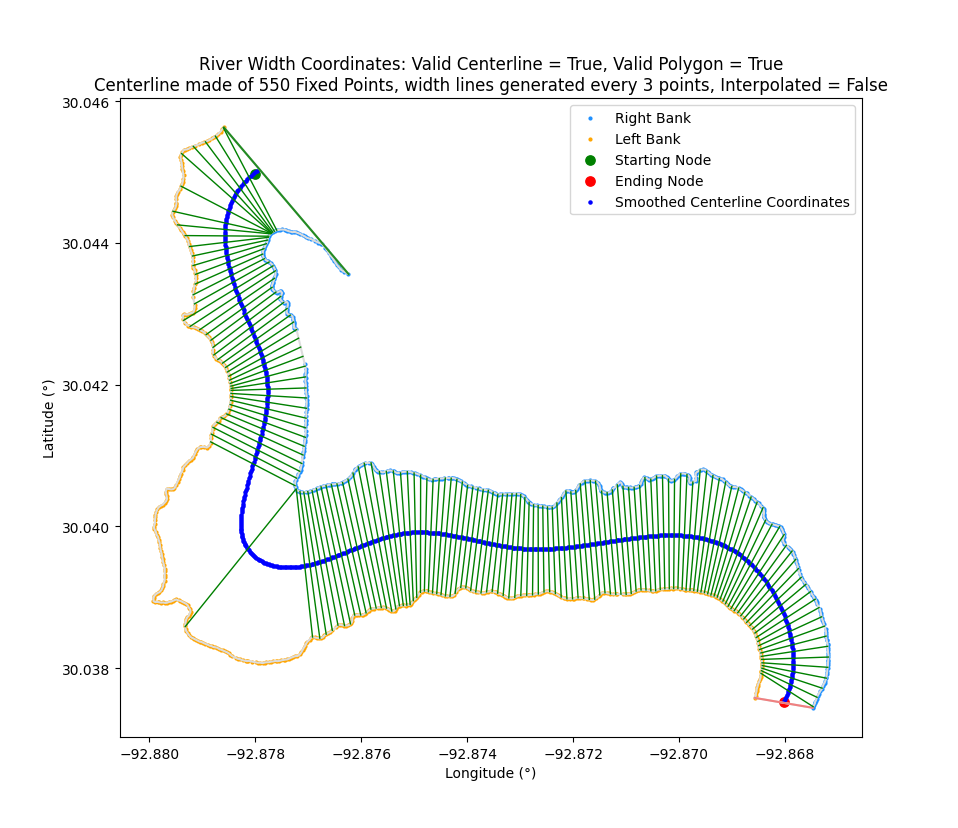 River Width Coordinates: Valid Centerline = True, Valid Polygon = True
Centerline made of 550 Fixed Points, width lines generated every 3 points, Interpolated = False
Right Bank
Left Bank
Starting Node
Ending Node
Smoothed Centerline Coordinates
30.046
30.044
30.042
30.040
30.038
Latitude (°)
−92.880 −92.878 −92.876 −92.874 −92.872 −92.870 −92.868
Longitude (°)